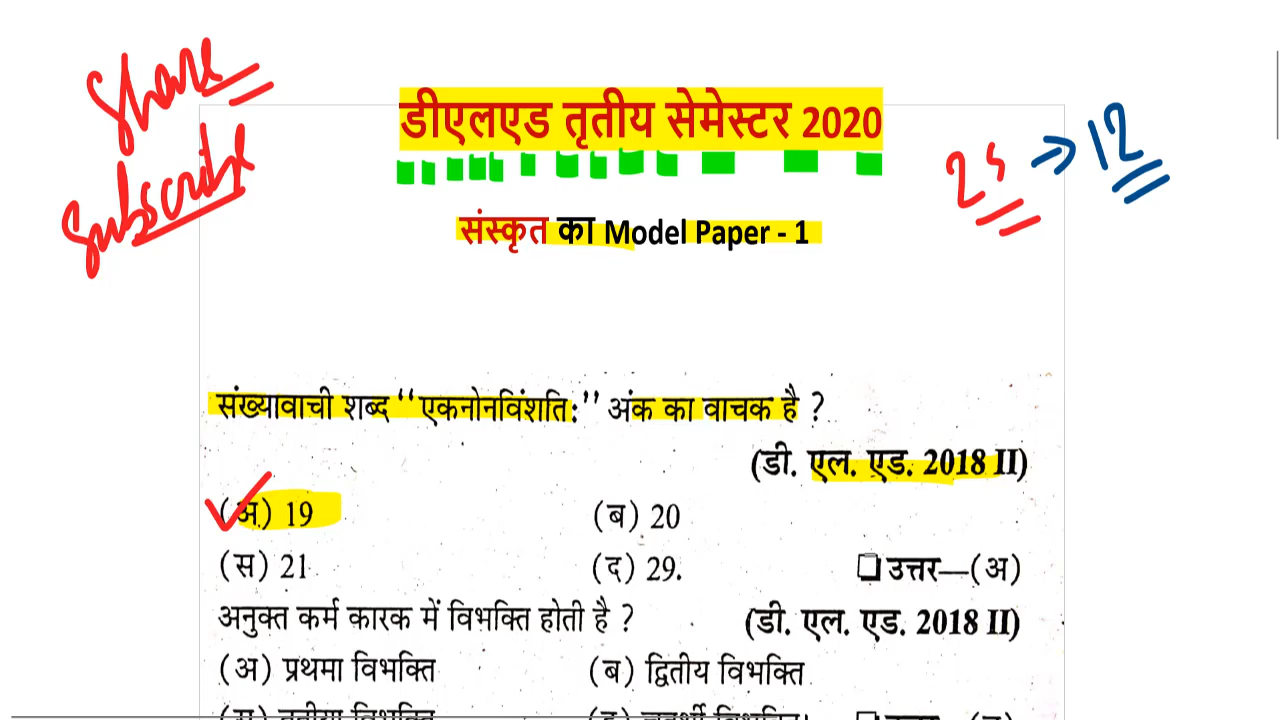 Share
Subscribe
डीएलएड तृतीय सेमेस्टर 2020
25 → 12
संस्कृत का Model Paper - 1
संख्यावाची शब्द ‘‘एकनोनविंशतिः’’ अंक का वाचक है ?
(डी. एल. एड. 2018 II)
(अ) 19 (ब) 20
(स) 21 (द) 29. ❑ उत्तर—(अ)
अनुक्त कर्म कारक में विभक्ति होती है ? (डी. एल. एड. 2018 II)
(अ) प्रथमा विभक्ति (ब) द्वितीय विभक्ति